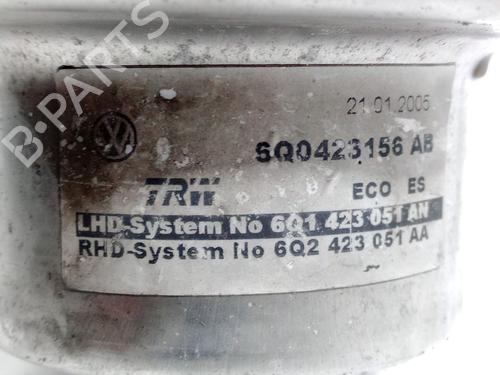 B-PARTS
21.01.2005
6Q0423156 AB
TRW
ECO ES
LHD-System No 6Q1 423 051 AN
RHD-System No 6Q2 423 051 AA